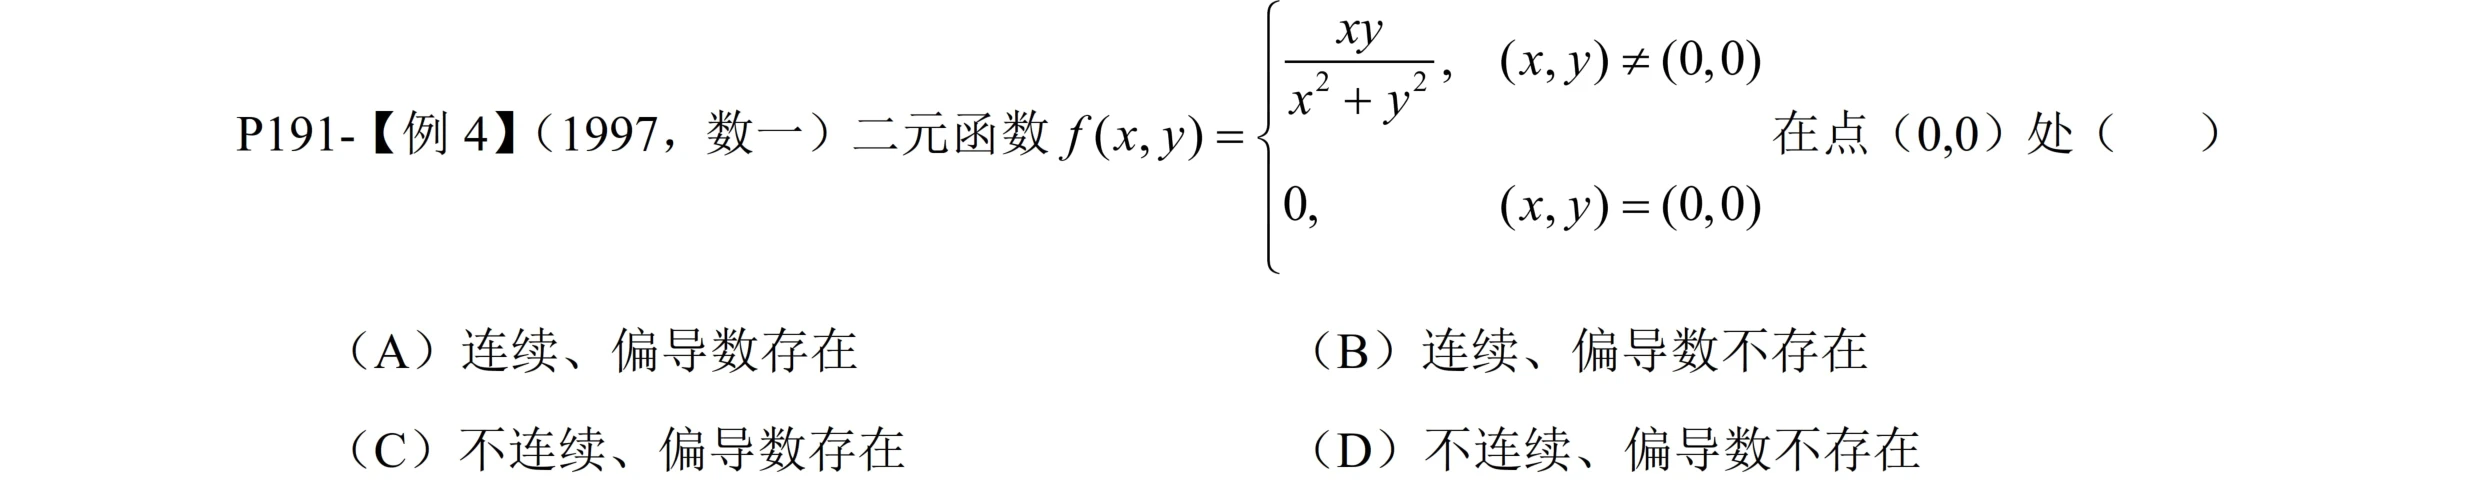 P191-【例 4】（1997，数一）二元函数 $f(x,y)=\begin{cases}\dfrac{xy}{x^2+y^2}, & (x,y)\neq(0,0)\\ 0, & (x,y)=(0,0)\end{cases}$ 在点（0,0）处（　　）
（A）连续、偏导数存在　　（B）连续、偏导数不存在
（C）不连续、偏导数存在　　（D）不连续、偏导数不存在